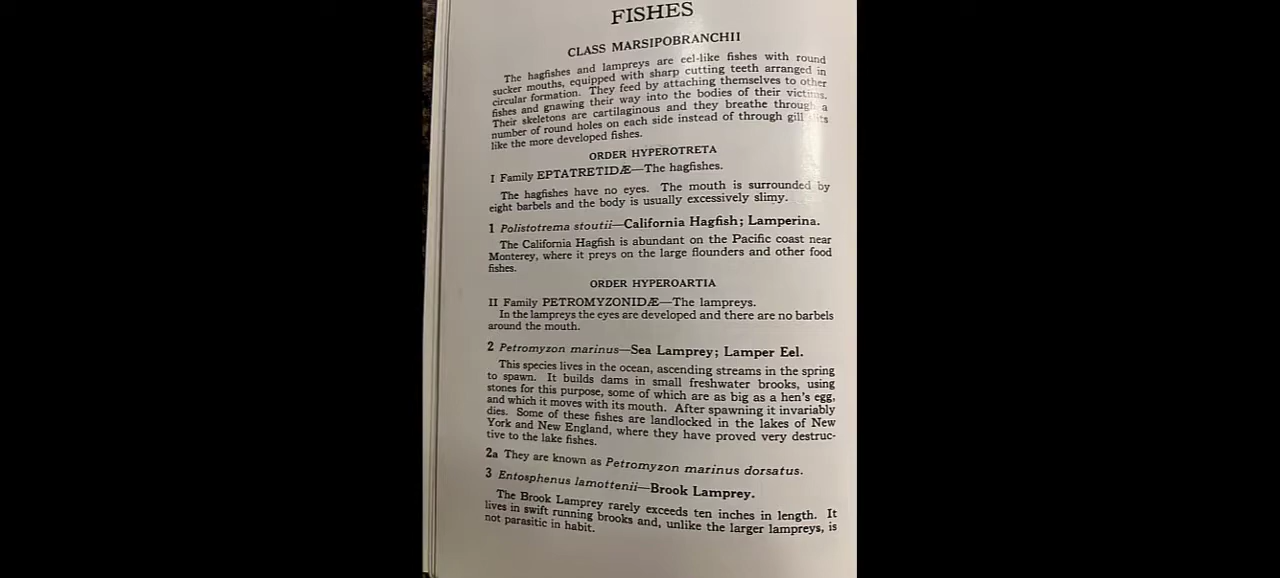 FISHES
CLASS MARSIPOBRANCHII
The hagfishes and lampreys are eel-like fishes with round
sucker mouths, equipped with sharp cutting teeth arranged in
circular formation. They feed by attaching themselves to other
fishes and gnawing their way into the bodies of their victims.
Their skeletons are cartilaginous and they breathe through a
number of round holes on each side instead of through gill slits
like the more developed fishes.
ORDER HYPEROTRETA
I Family EPTATRETIDÆ—The hagfishes.
The hagfishes have no eyes. The mouth is surrounded by
eight barbels and the body is usually excessively slimy.
1 Polistotrema stoutii—California Hagfish; Lamperina.
The California Hagfish is abundant on the Pacific coast near
Monterey, where it preys on the large flounders and other food
fishes.
ORDER HYPEROARTIA
II Family PETROMYZONIDÆ—The lampreys.
In the lampreys the eyes are developed and there are no barbels
around the mouth.
2 Petromyzon marinus—Sea Lamprey; Lamper Eel.
This species lives in the ocean, ascending streams in the spring
to spawn. It builds dams in small freshwater brooks, using
stones for this purpose, some of which are as big as a hen's egg,
and which it moves with its mouth. After spawning it invariably
dies. Some of these fishes are landlocked in the lakes of New
York and New England, where they have proved very destruc-
tive to the lake fishes.
2a They are known as Petromyzon marinus dorsatus.
3 Entosphenus lamottenii—Brook Lamprey.
The Brook Lamprey rarely exceeds ten inches in length. It
lives in swift running brooks and, unlike the larger lampreys, is
not parasitic in habit.